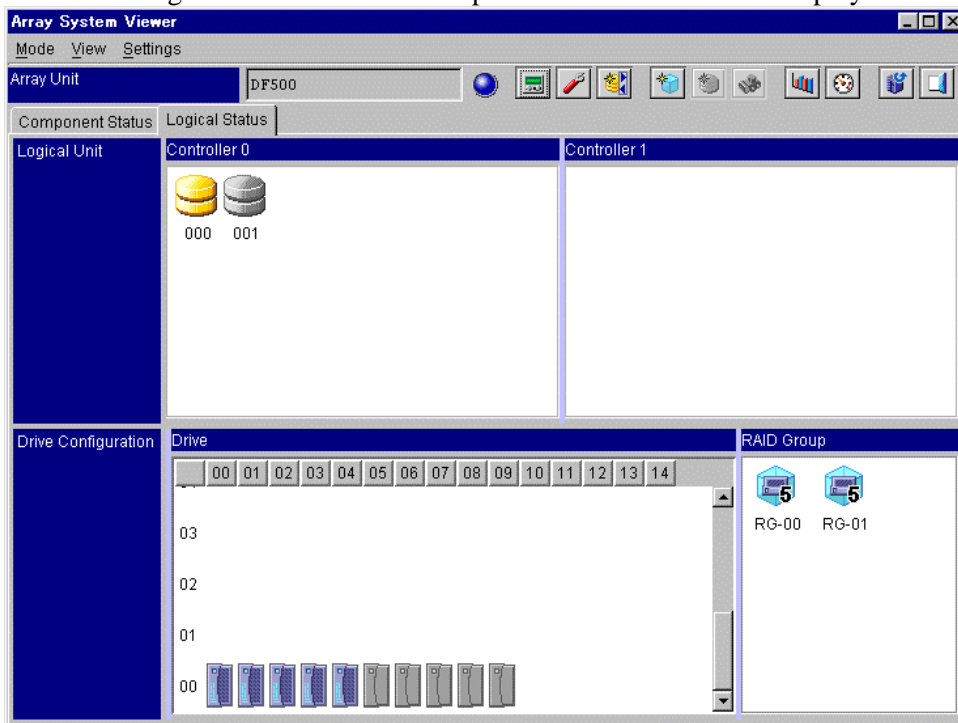 Array System Viewer
Mode View Settings
Array Unit DF500
Component Status Logical Status
Logical Unit Controller 0 Controller 1
000 001
Drive Configuration Drive RAID Group
00 01 02 03 04 05 06 07 08 09 10 11 12 13 14
5 5
RG-00 RG-01
03
02
01
00